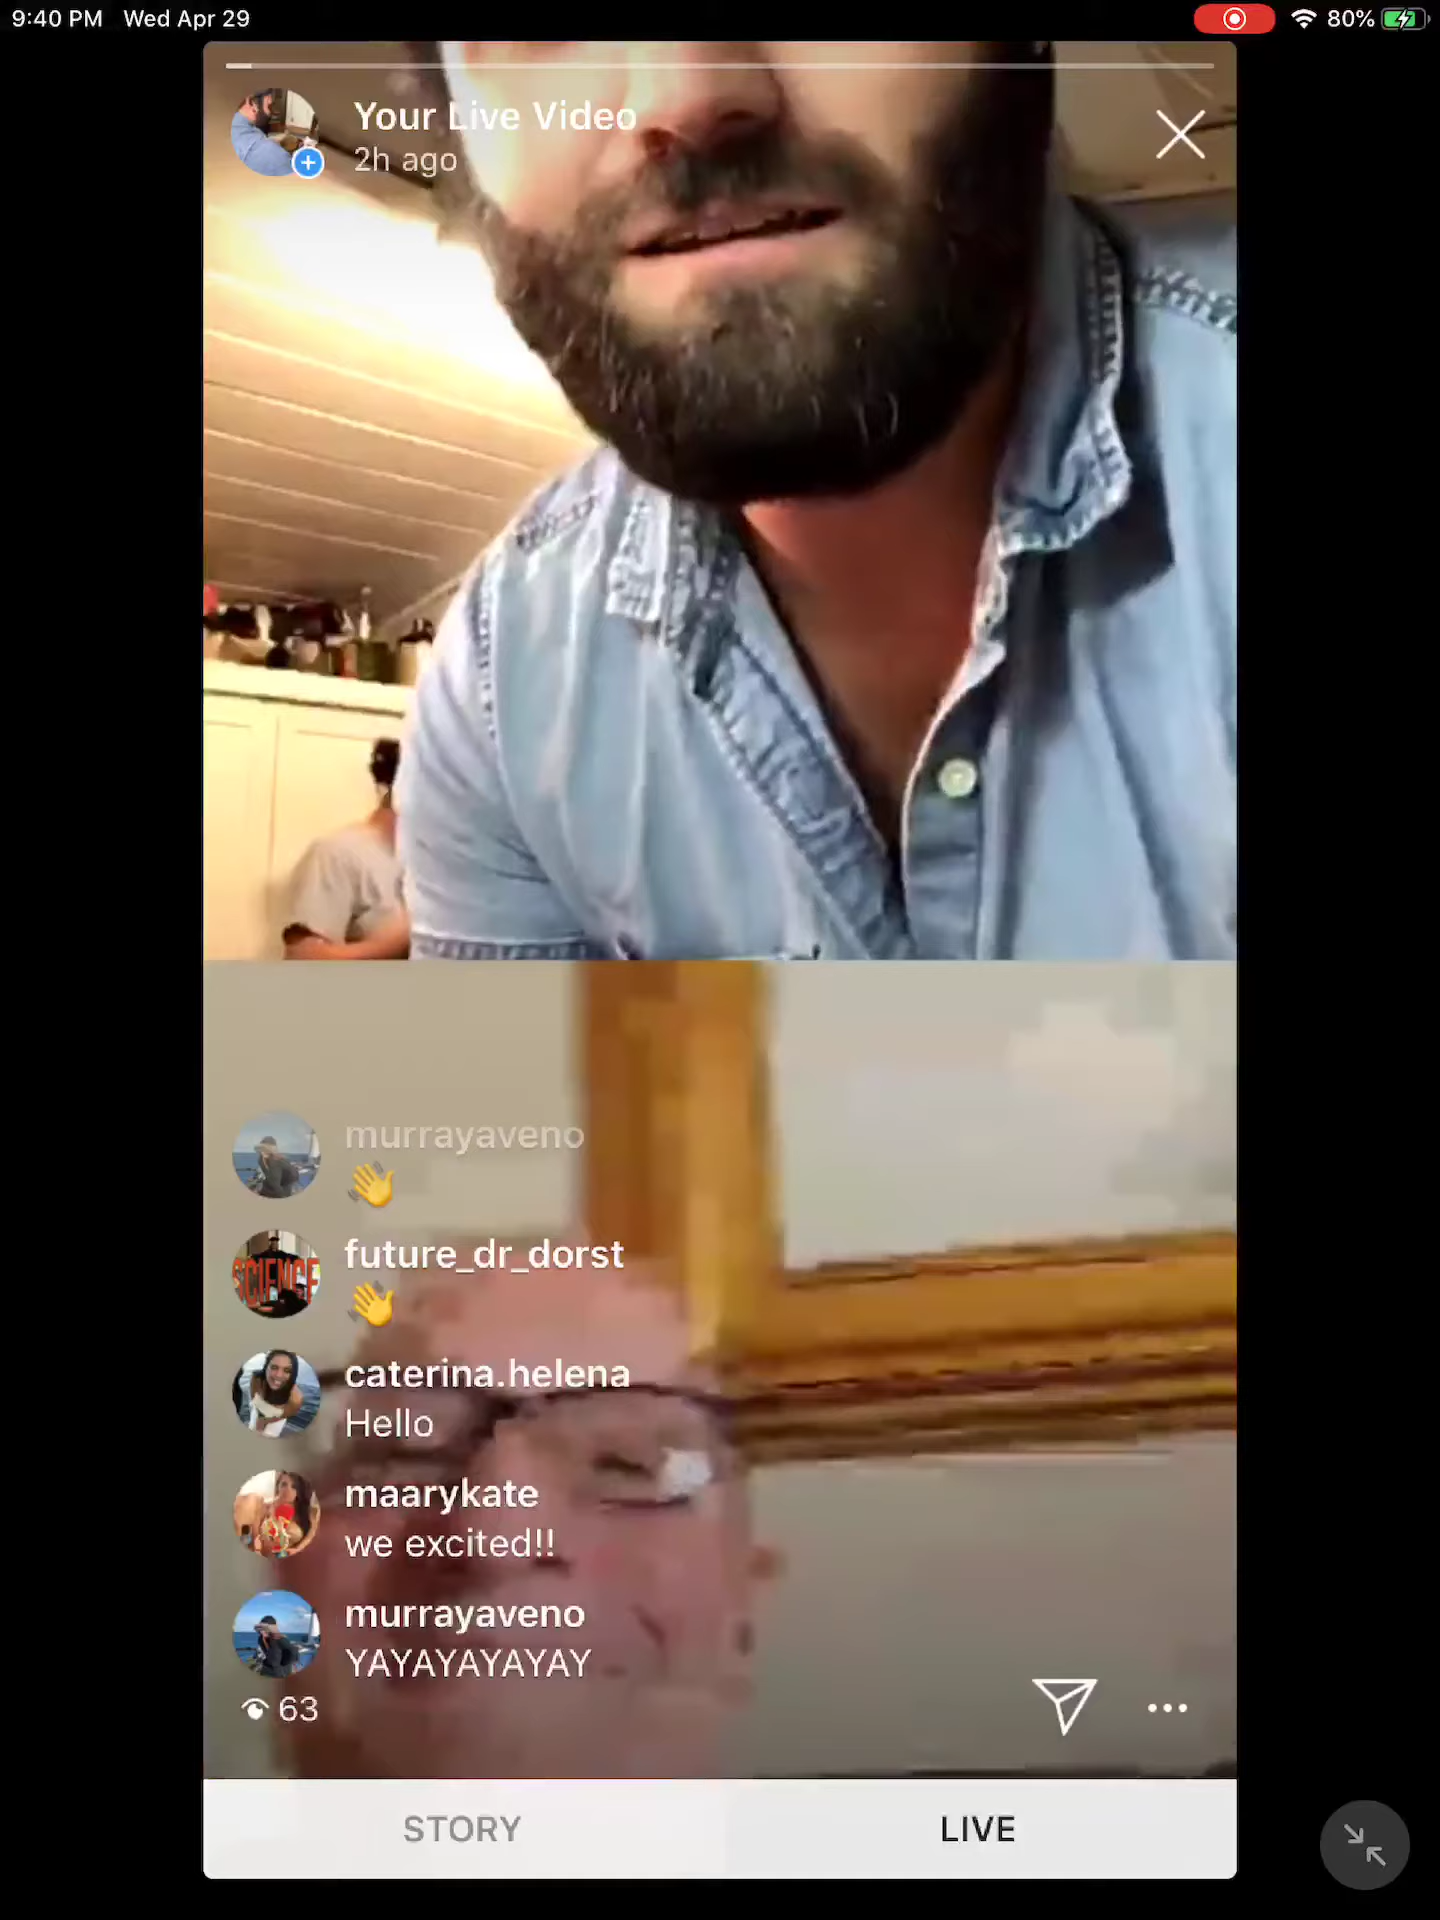 9:40 PM Wed Apr 29
80%
Your Live Video
2h ago
murrayaveno
👋
future_dr_dorst
👋
SCIENCE
caterina.helena
Hello
maarykate
we excited!!
murrayaveno
YAYAYAYAYAY
63
STORY
LIVE